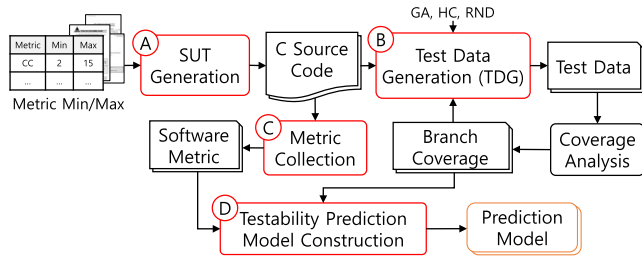 GA, HC, RND
Metric Min Max
CC 2 15
... ... ...
Metric Min/Max
A
SUT
Generation
C Source
Code
B
Test Data
Generation (TDG)
Test Data
Software
Metric
C
Metric
Collection
Branch
Coverage
Coverage
Analysis
D
Testability Prediction
Model Construction
Prediction
Model